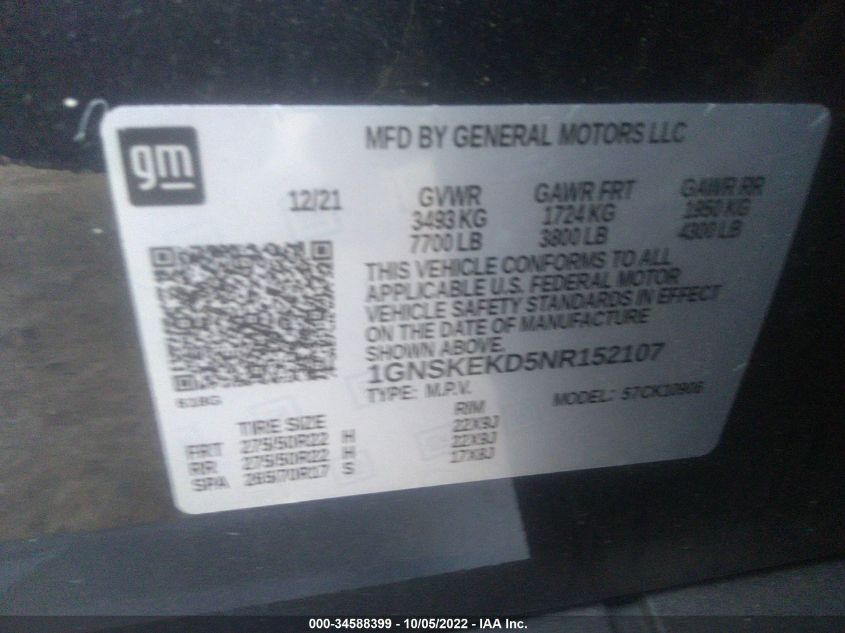 gm
MFD BY GENERAL MOTORS LLC
12/21
GVWR GAWR FRT GAWR RR
3493 KG 1724 KG 1950 KG
7700 LB 3800 LB 4300 LB
THIS VEHICLE CONFORMS TO ALL
APPLICABLE U.S. FEDERAL MOTOR
VEHICLE SAFETY STANDARDS IN EFFECT
ON THE DATE OF MANUFACTURE
SHOWN ABOVE.
1GNSKEKD5NR152107
TYPE: M.P.V. MODEL: 57CK10906
TIRE SIZE RIM
FRT 275/50R22 H 22X9J
RR 275/50R22 H 22X9J
SPA 265/70R17 S 17X8J
000-34588399 - 10/05/2022 - IAA Inc.